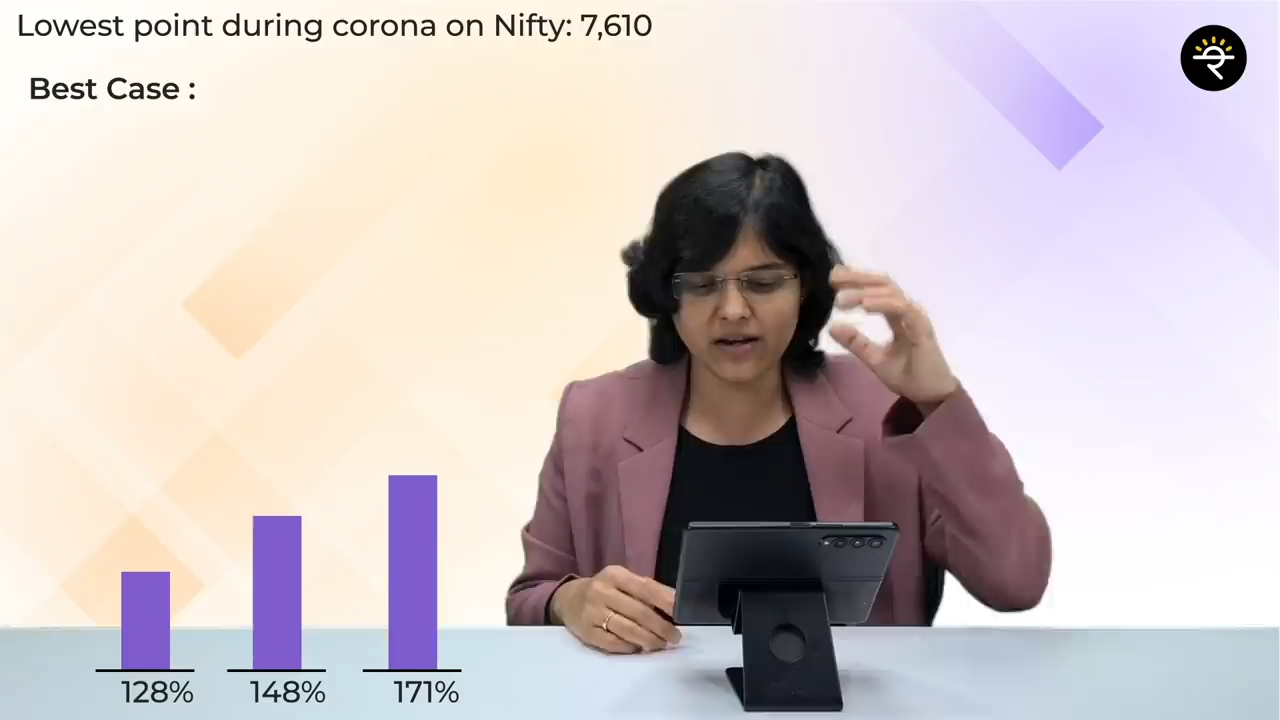 Lowest point during corona on Nifty: 7,610
Best Case :
128% 148% 171%